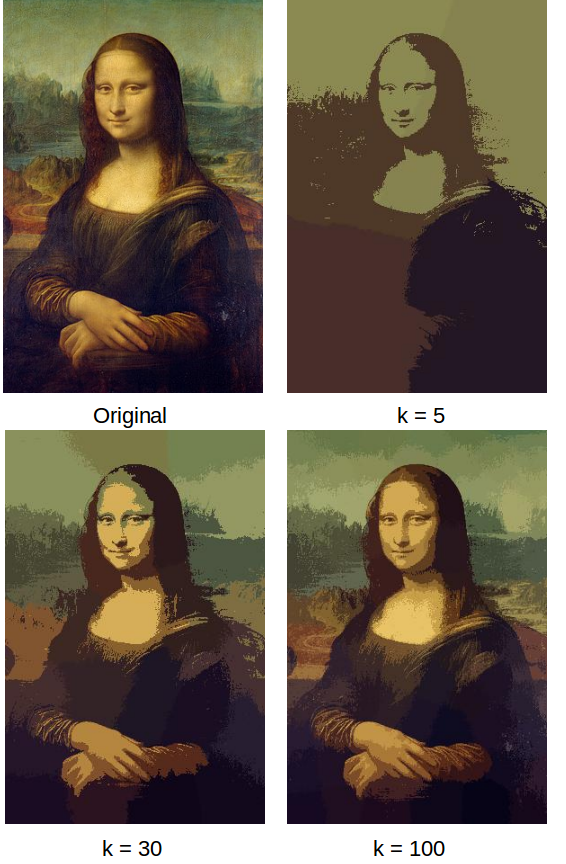 Original
k = 5
k = 30
k = 100